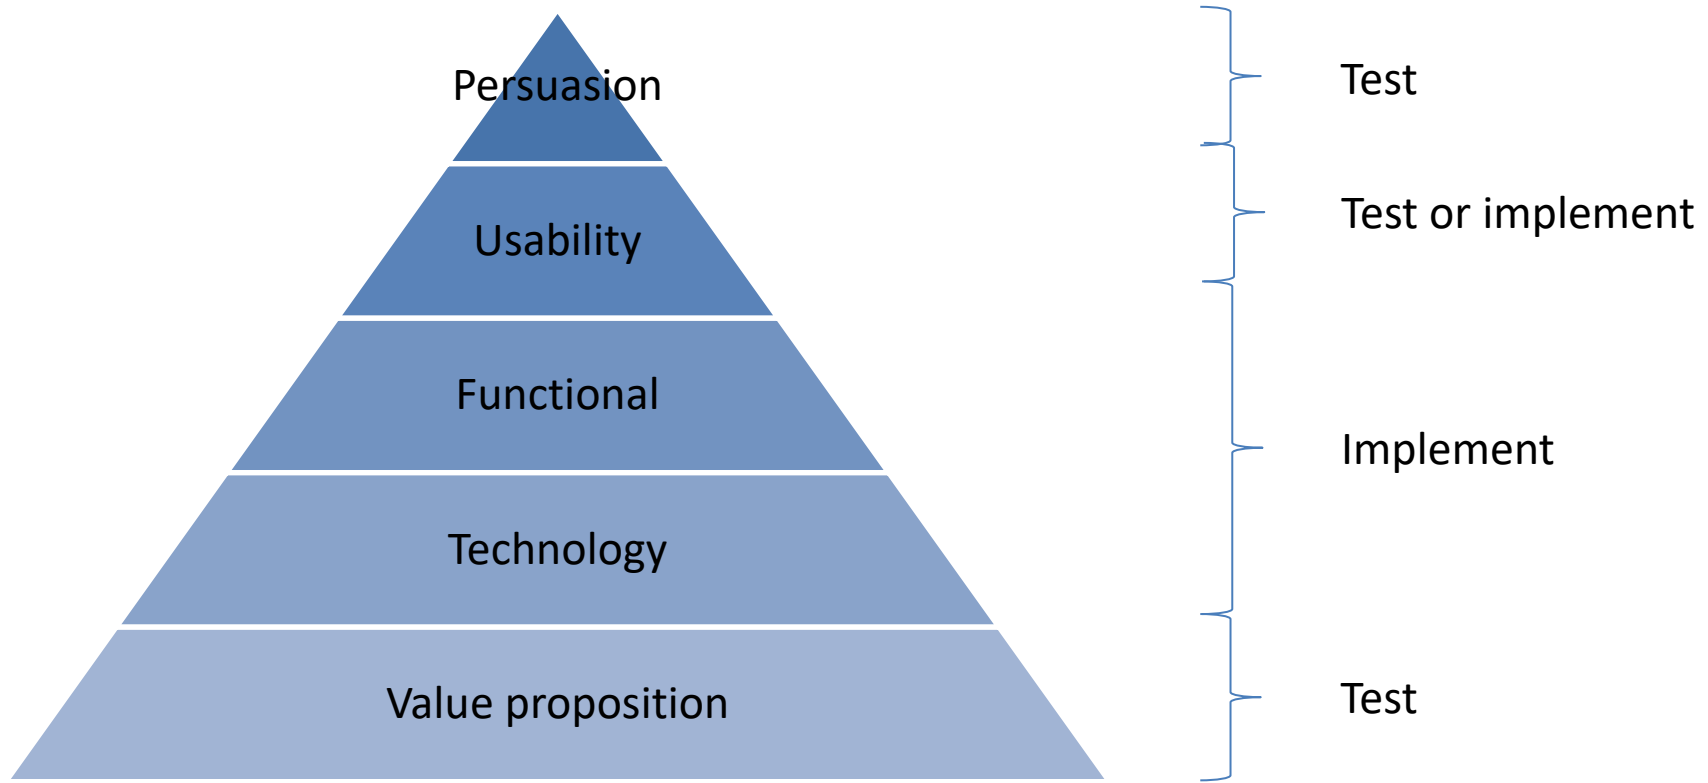 Persuasion
Test
Usability
Test or implement
Functional
Implement
Technology
Value proposition
Test